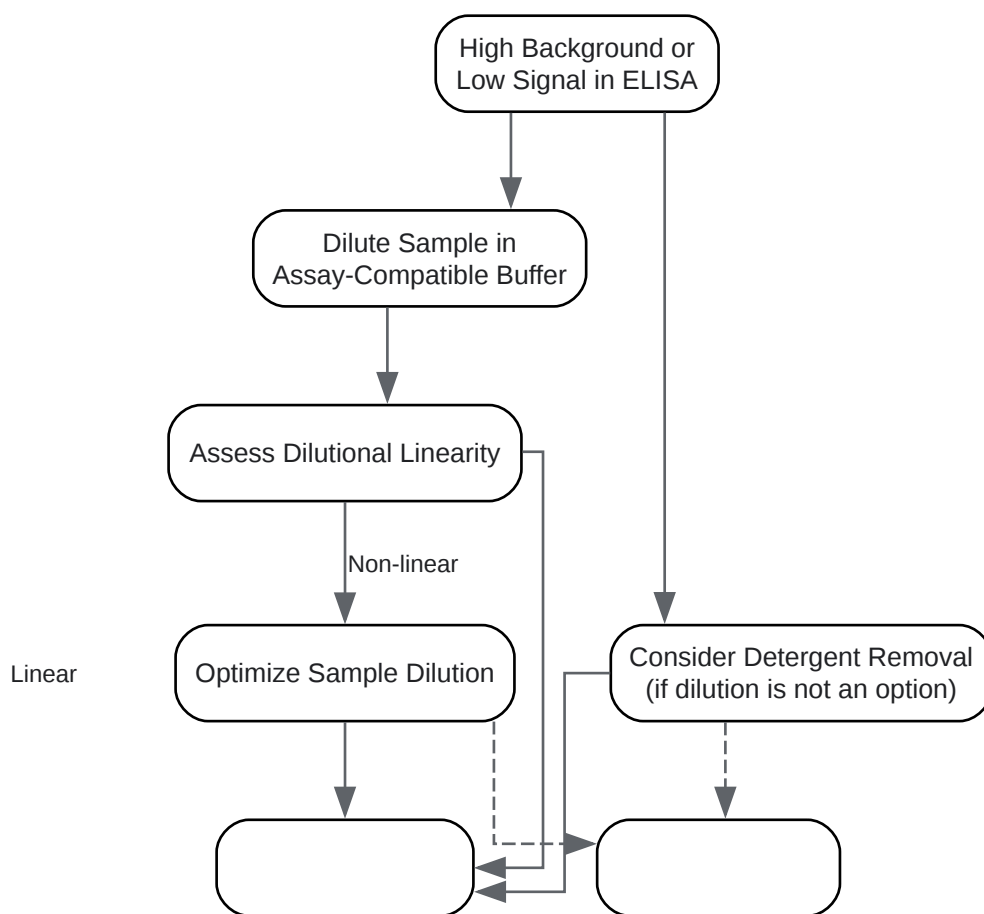 High Background or
Low Signal in ELISA
Dilute Sample in
Assay-Compatible Buffer
Assess Dilutional Linearity
Non-linear
Linear
Optimize Sample Dilution
Consider Detergent Removal
(if dilution is not an option)